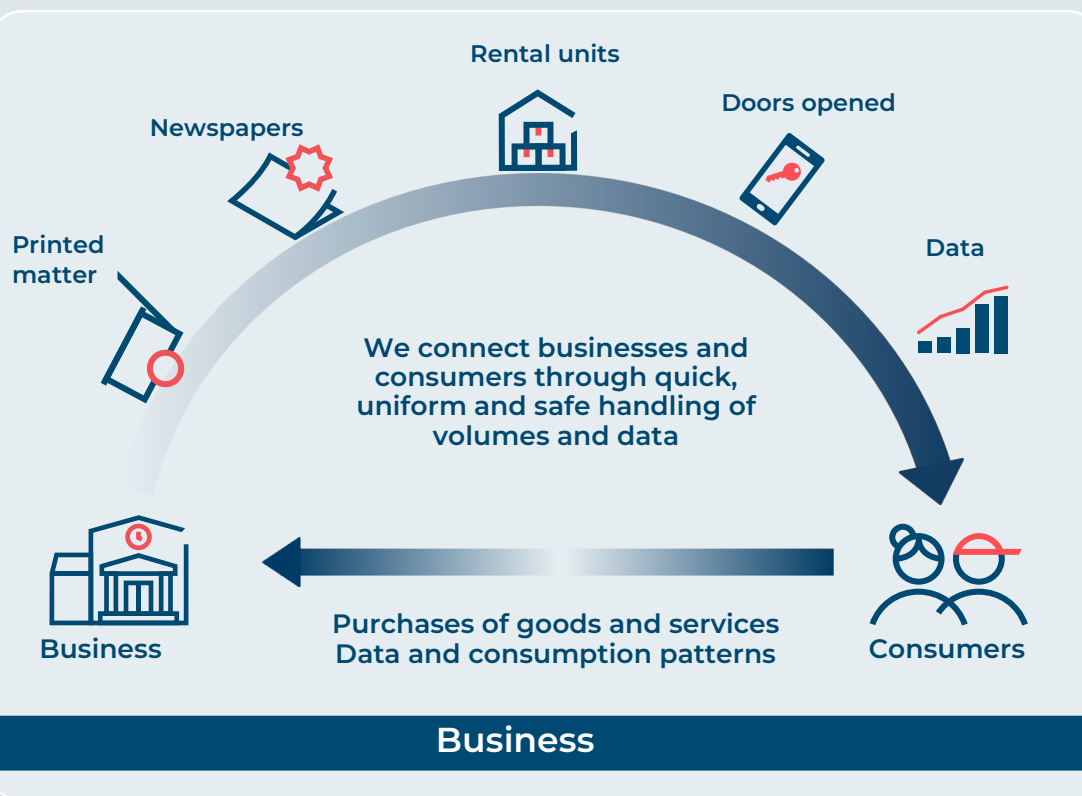 Rental units
Doors opened
Newspapers
Printed
matter
Data
We connect businesses and
consumers through quick,
uniform and safe handling of
volumes and data
Purchases of goods and services
Data and consumption patterns
Business
Consumers
Business